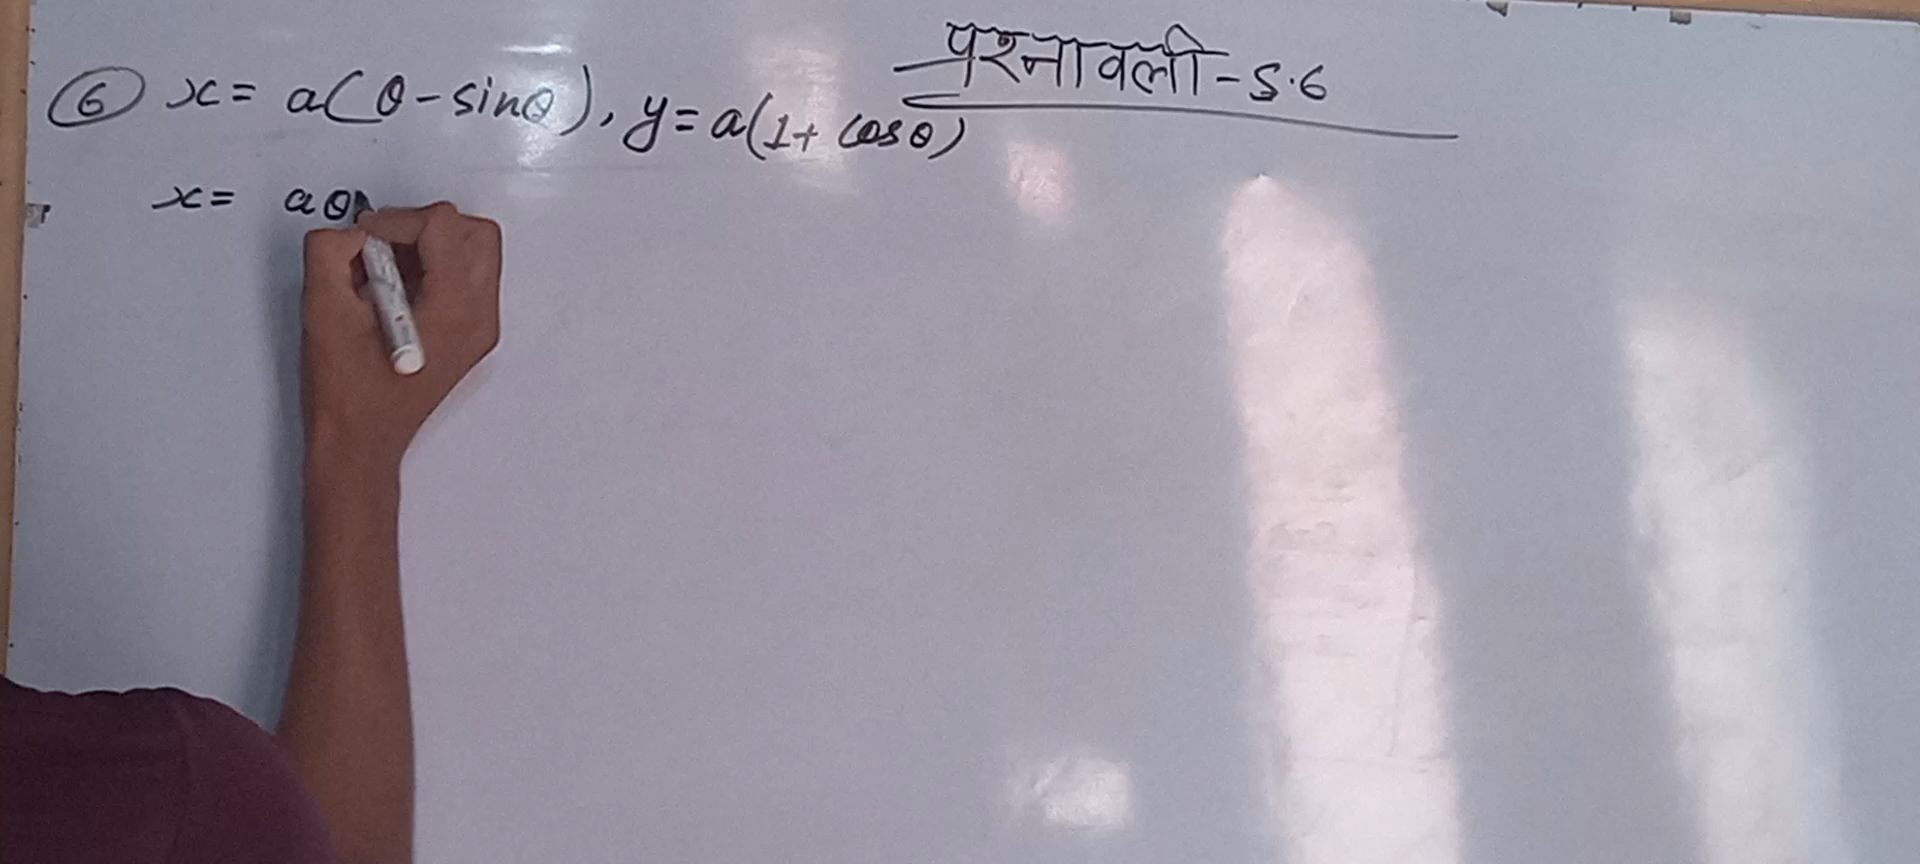 प्रश्नावली-5.6
⑥ x = a(θ-sinθ), y = a(1+ cosθ)
x = aθ